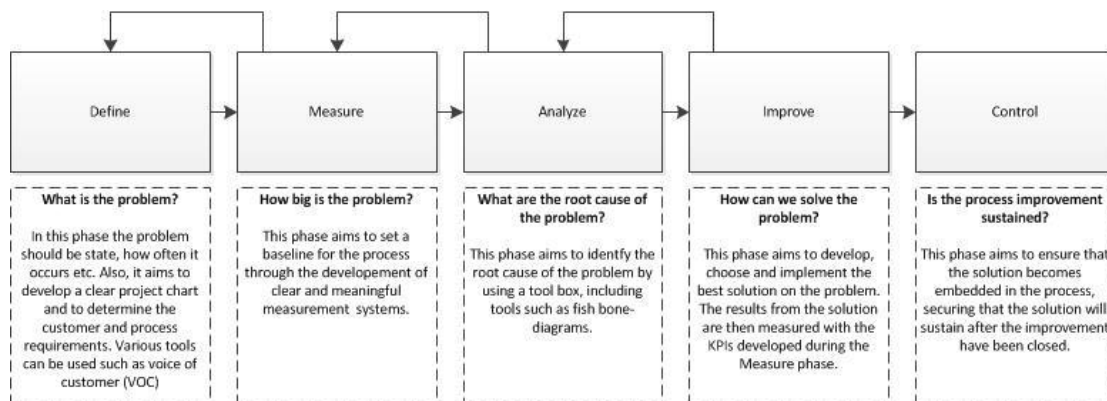 Define
Measure
Analyze
Improve
Control
What is the problem?
In this phase the problem
should be state, how often it
occurs etc. Also, it aims to
develop a clear project chart
and to determine the
customer and process
requirements. Various tools
can be used such as voice of
customer (VOC)
How big is the problem?
This phase aims to set a
baseline for the process
through the developement of
clear and meaningful
measurement systems.
What are the root cause of
the problem?
This phase aims to identfy the
root cause of the problem by
using a tool box, including
tools such as fish bone-
diagrams.
How can we solve the
problem?
This phase aims to develop,
choose and implement the
best solution on the problem.
The results from the solution
are then measured with the
KPIs developed during the
Measure phase.
Is the process improvement
sustained?
This phase aims to ensure that
the solution becomes
embedded in the process,
securing that the solution will
sustain after the improvement
have been closed.